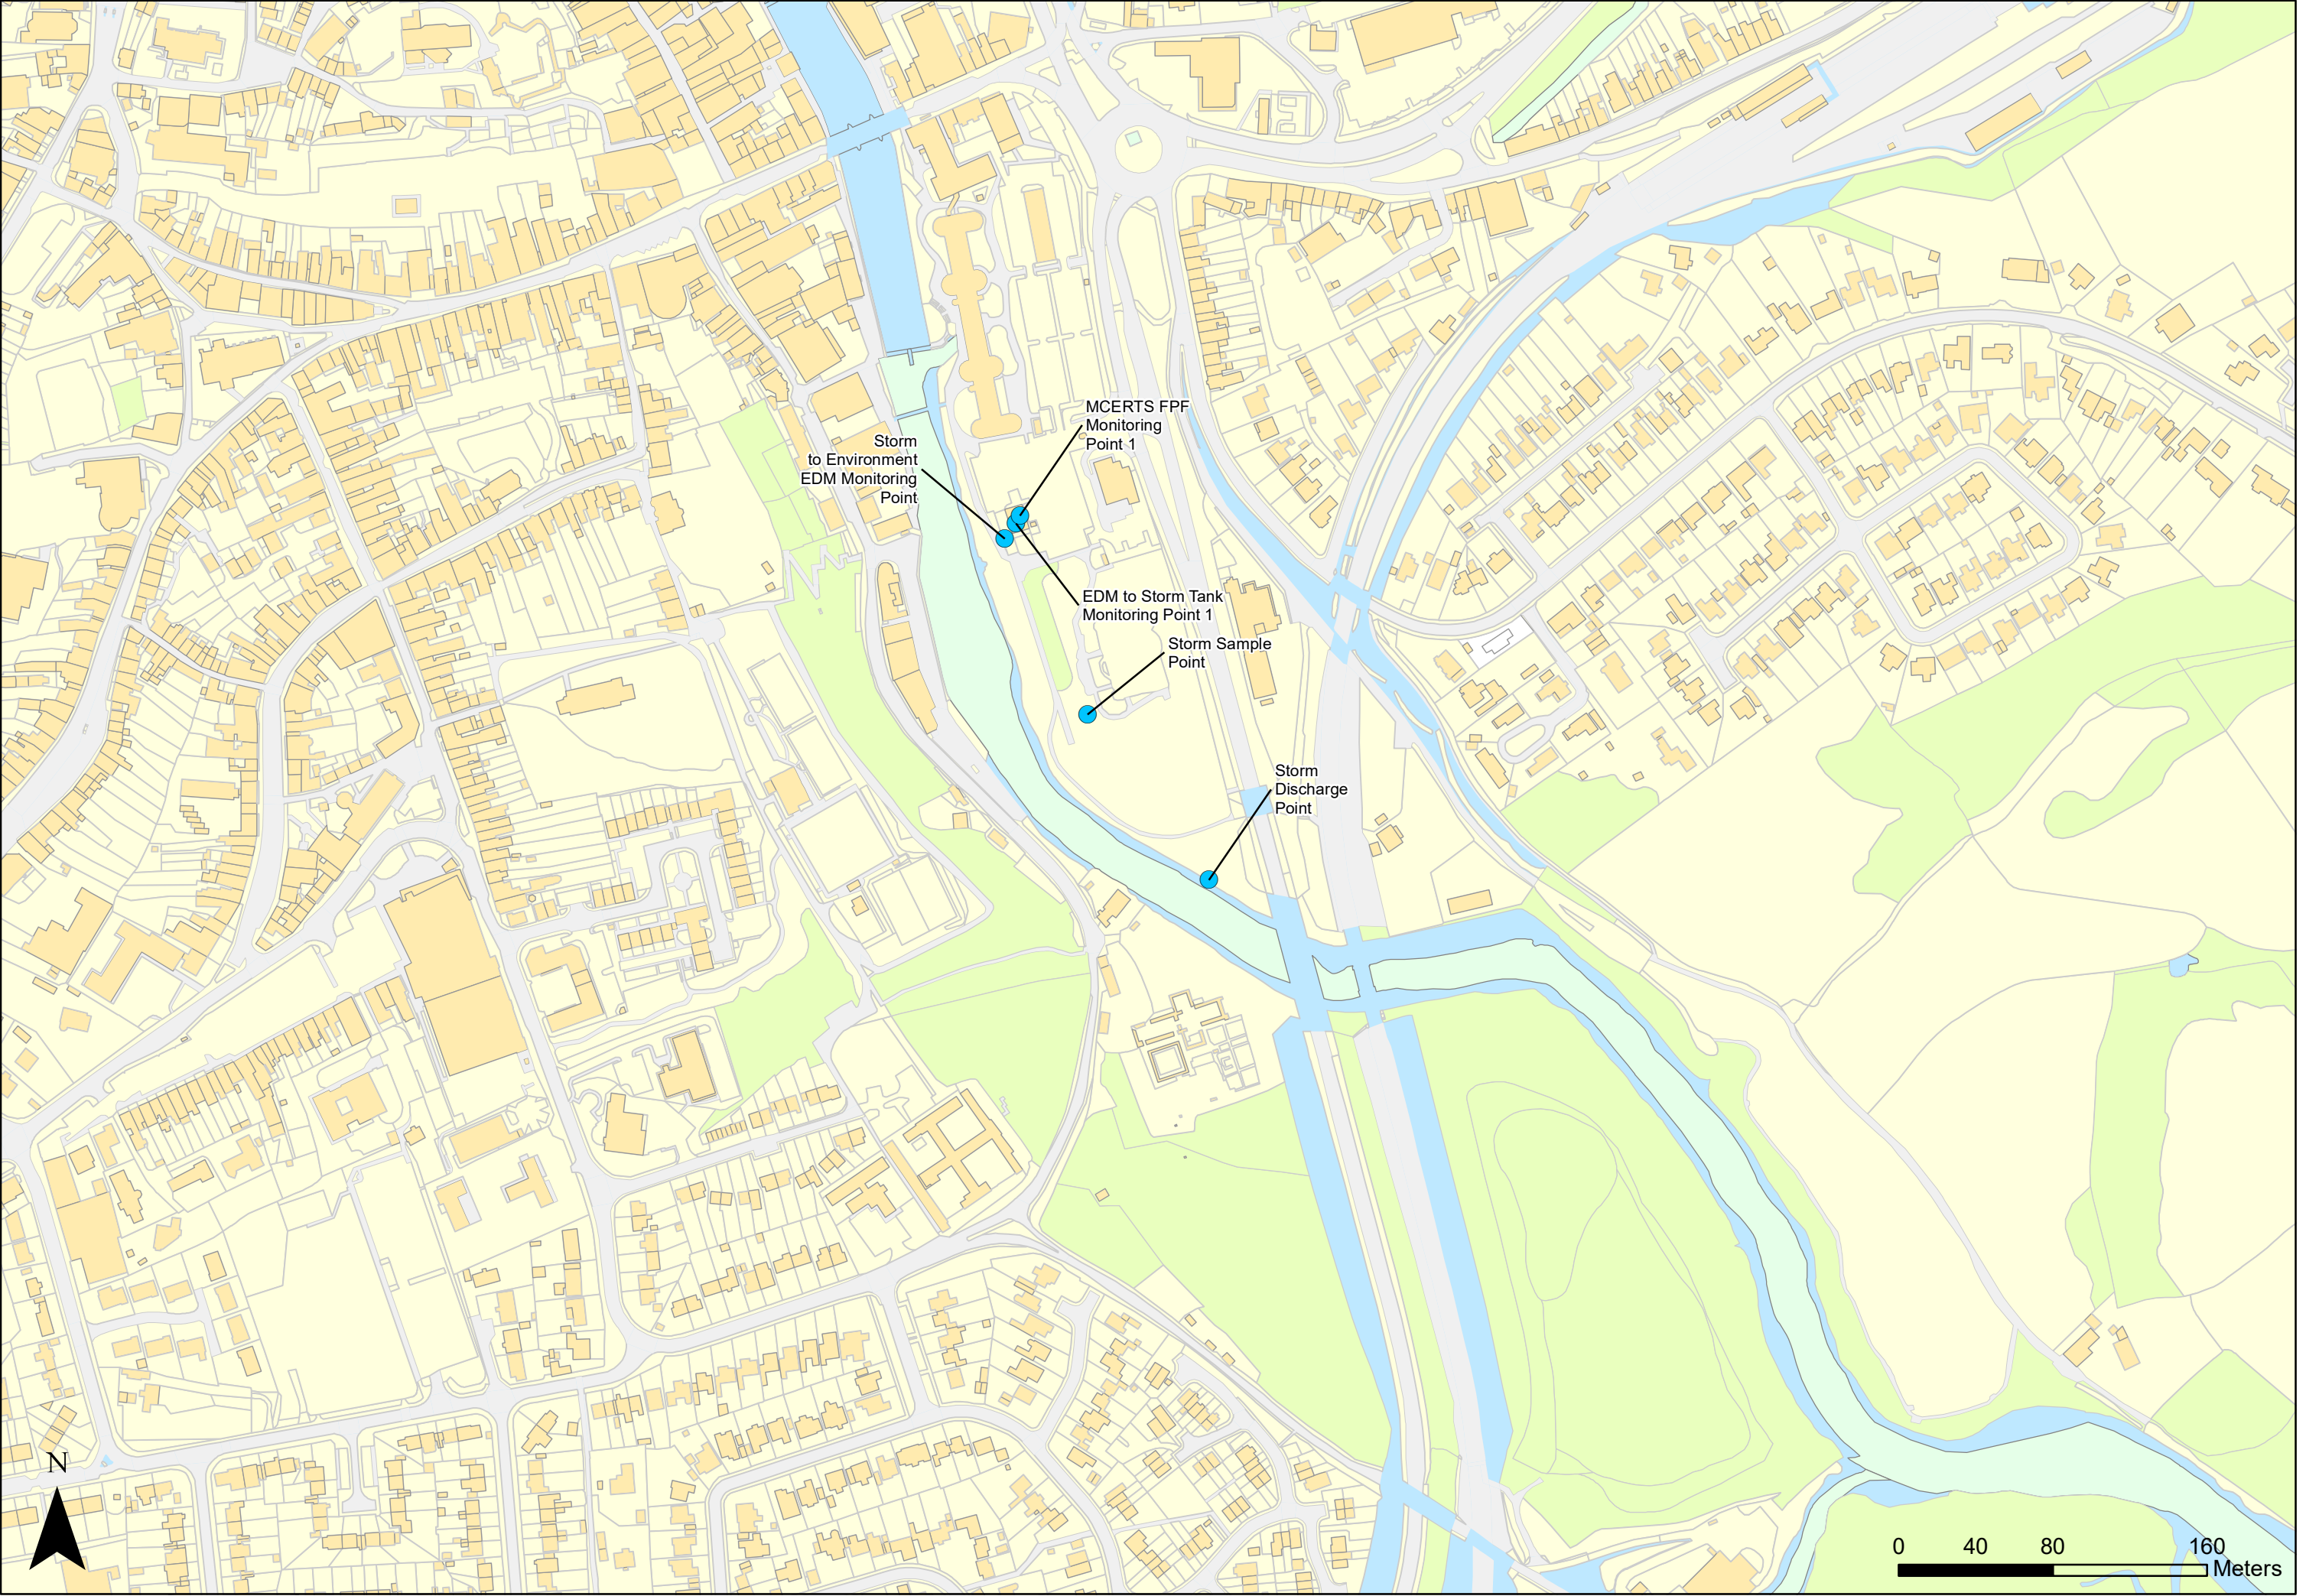 MCERTS FPF
Monitoring
Point 1
Storm
to Environment
EDM Monitoring
Point
EDM to Storm Tank
Monitoring Point 1
Storm Sample
Point
Storm
Discharge
Point
N
0 40 80 160
Meters